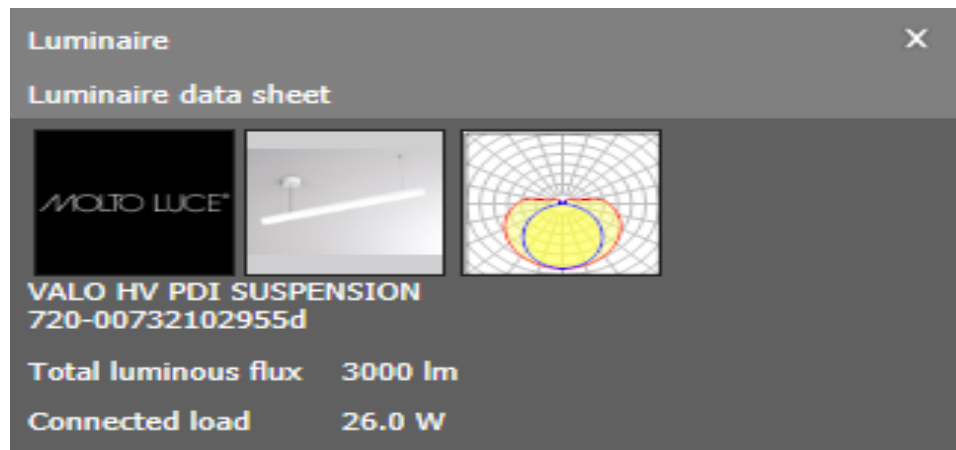 Luminaire
Luminaire data sheet
MOLTO LUCE®
VALO HV PDI SUSPENSION
720-00732102955d
Total luminous flux 3000 lm
Connected load 26.0 W